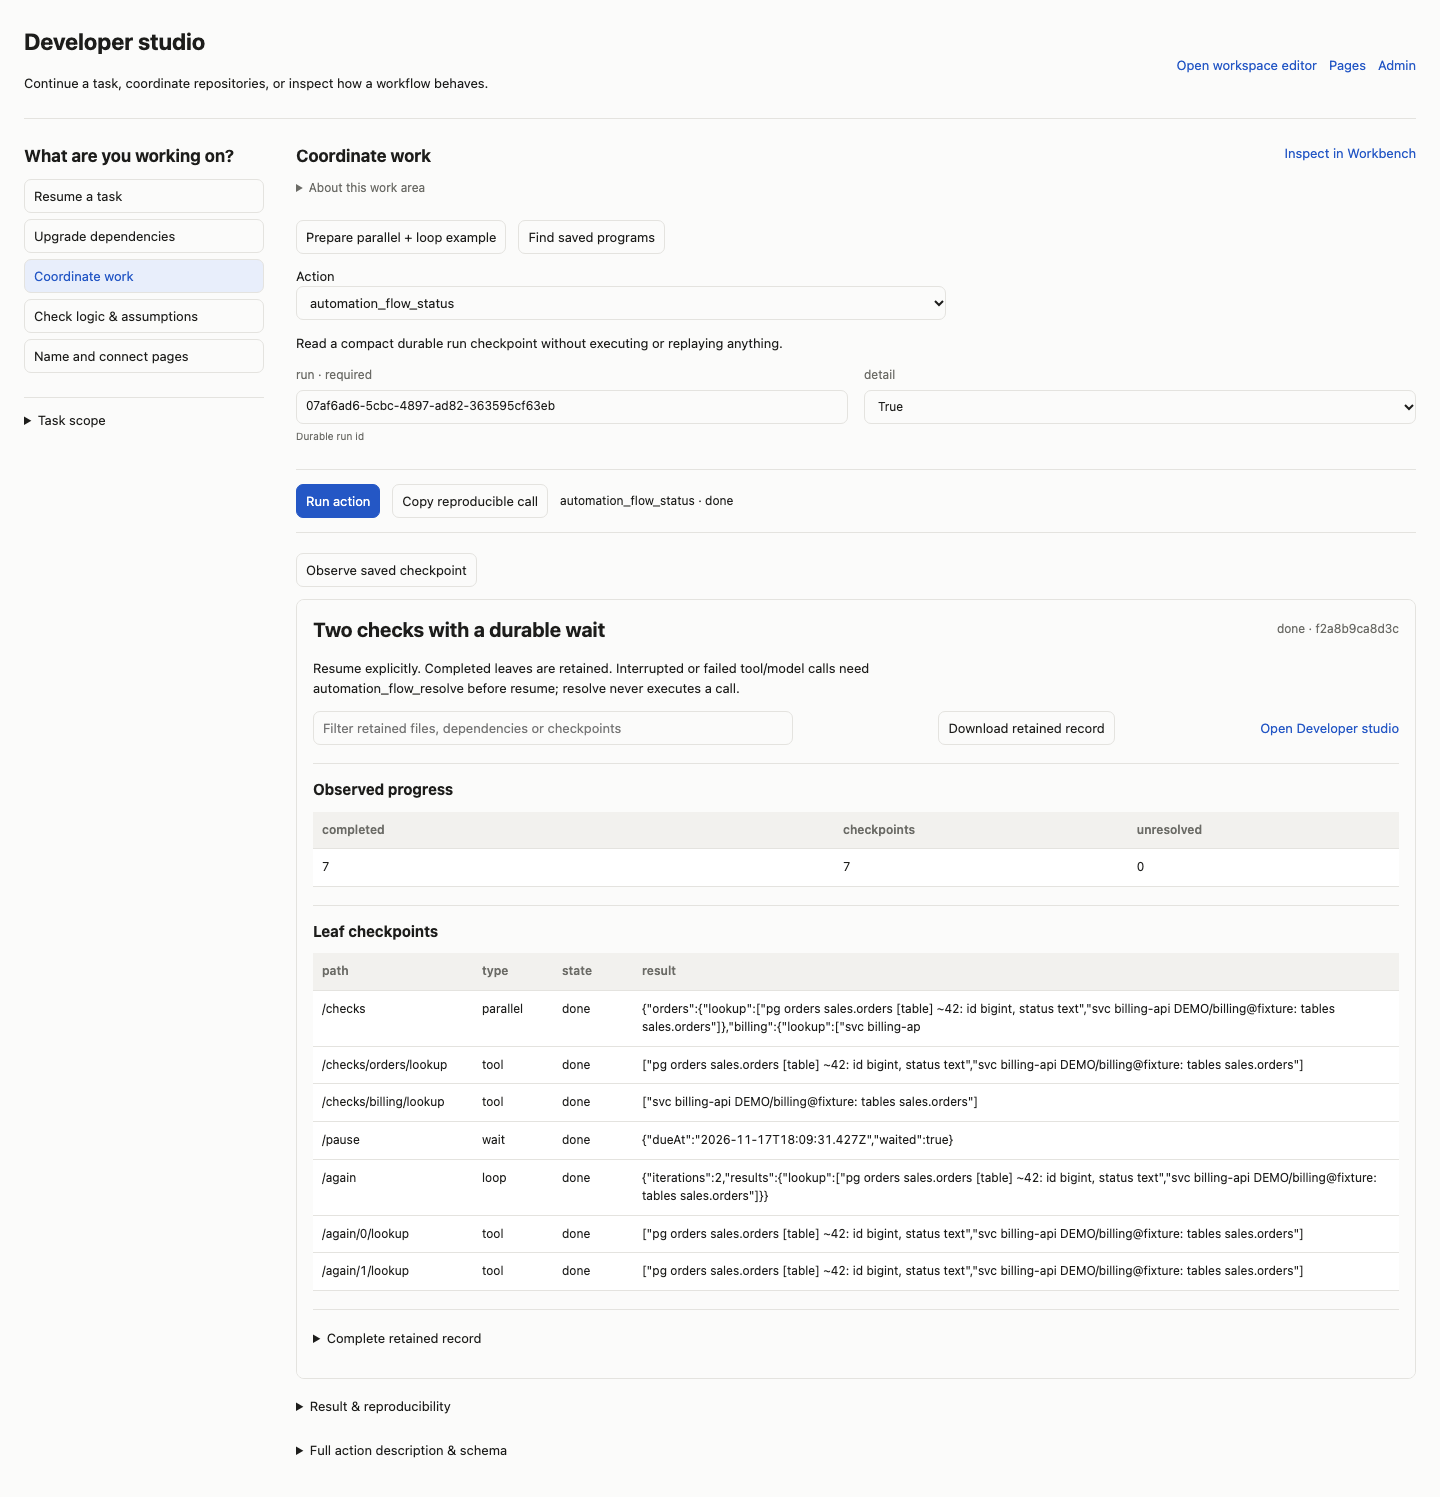 Developer studio
Continue a task, coordinate repositories, or inspect how a workflow behaves.
Open workspace editor Pages Admin
What are you working on?
Resume a task
Upgrade dependencies
Coordinate work
Check logic & assumptions
Name and connect pages
Task scope
Coordinate work
Inspect in Workbench
About this work area
Prepare parallel + loop example Find saved programs
Action
automation_flow_status
Read a compact durable run checkpoint without executing or replaying anything.
run · required detail
07af6ad6-5cbc-4897-ad82-363595cf63eb True
Durable run id
Run action Copy reproducible call automation_flow_status · done
Observe saved checkpoint
Two checks with a durable wait done · f2a8b9ca8d3c
Resume explicitly. Completed leaves are retained. Interrupted or failed tool/model calls need
automation_flow_resolve before resume; resolve never executes a call.
Filter retained files, dependencies or checkpoints Download retained record Open Developer studio
Observed progress
completed checkpoints unresolved
7 7 0
Leaf checkpoints
path type state result
/checks parallel done {"orders":{"lookup":["pg orders sales.orders [table] ~42: id bigint, status text","svc billing-api DEMO/billing@fixture: tables
sales.orders"]},"billing":{"lookup":["svc billing-ap
/checks/orders/lookup tool done ["pg orders sales.orders [table] ~42: id bigint, status text","svc billing-api DEMO/billing@fixture: tables sales.orders"]
/checks/billing/lookup tool done ["svc billing-api DEMO/billing@fixture: tables sales.orders"]
/pause wait done {"dueAt":"2026-11-17T18:09:31.427Z","waited":true}
/again loop done {"iterations":2,"results":{"lookup":["pg orders sales.orders [table] ~42: id bigint, status text","svc billing-api DEMO/billing@fixture:
tables sales.orders"]}}
/again/0/lookup tool done ["pg orders sales.orders [table] ~42: id bigint, status text","svc billing-api DEMO/billing@fixture: tables sales.orders"]
/again/1/lookup tool done ["pg orders sales.orders [table] ~42: id bigint, status text","svc billing-api DEMO/billing@fixture: tables sales.orders"]
Complete retained record
Result & reproducibility
Full action description & schema